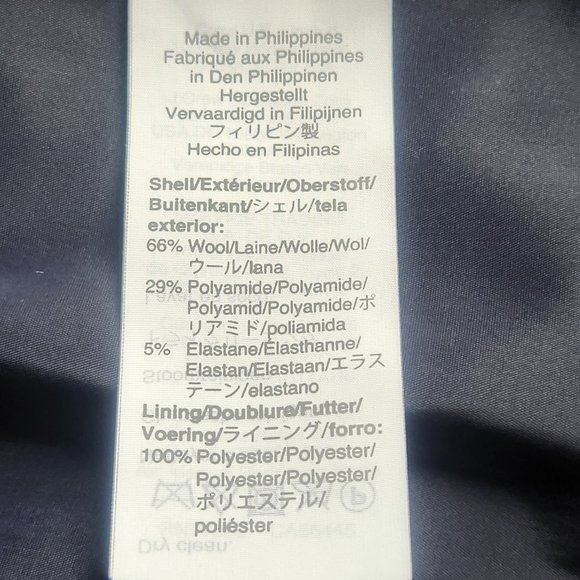 Made in Philippines
Fabriqué aux Philippines
in Den Philippinen
Hergestellt
Vervaardigd in Filipijnen
フィリピン製
Hecho en Filipinas
Shell/Extérieur/Oberstoff/
Buitenkant/シェル/tela
exterior:
66% Wool/Laine/Wolle/Wol/
ウール/lana
29% Polyamide/Polyamide/
Polyamid/Polyamide/ポ
リアミド/poliamida
5% Elastane/Élasthanne/
Elastan/Elastaan/エラス
テーン/elastano
Lining/Doublure/Futter/
Voering/ライニング/forro:
100% Polyester/Polyester/
Polyester/Polyester/
ポリエステル/
poliéster
Dry clean.